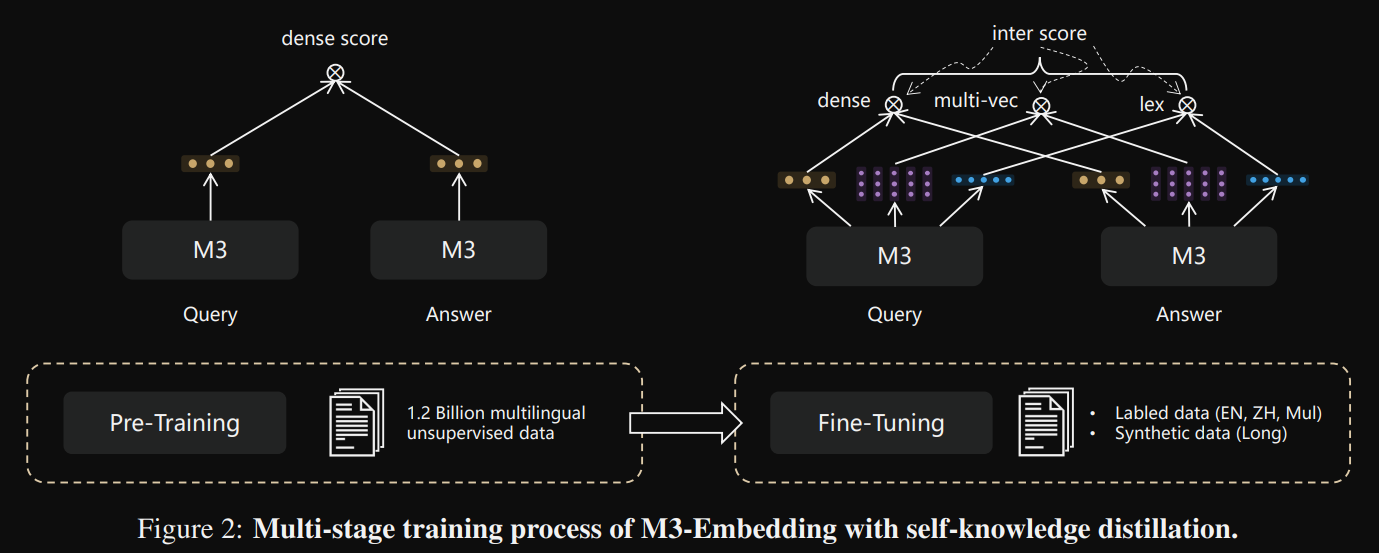 dense score
M3
M3
Query
Answer
inter score
dense
multi-vec
lex
M3
M3
Query
Answer
Pre-Training
1.2 Billion multilingual
unsupervised data
Fine-Tuning
• Labled data (EN, ZH, Mul)
• Synthetic data (Long)
Figure 2: Multi-stage training process of M3-Embedding with self-knowledge distillation.